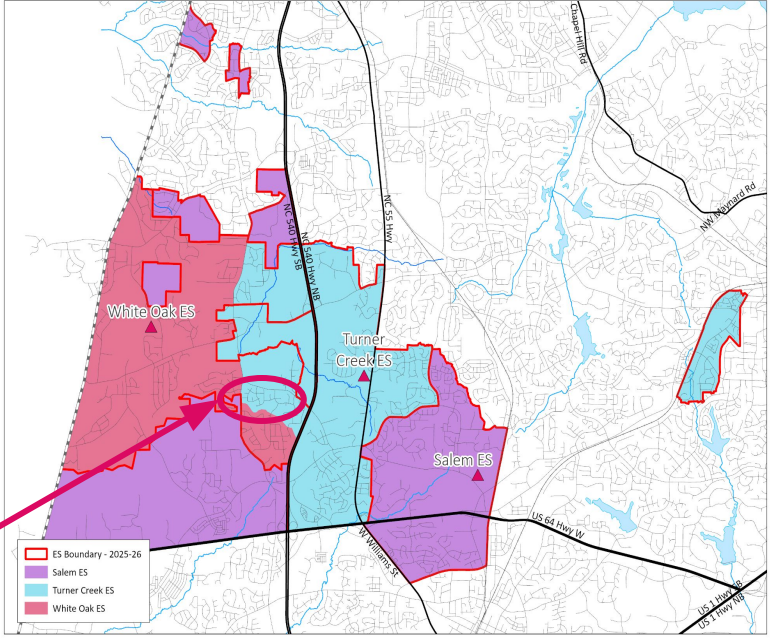 Chapel Hill Rd
NW Maynard Rd
NC 55 Hwy
NC 540 Hwy SB
NC 540 Hwy NB
White Oak ES
Turner
Creek ES
Salem ES
US 64 Hwy W
W Williams St
US 1 Hwy SB
US 1 Hwy NB
ES Boundary - 2025-26
Salem ES
Turner Creek ES
White Oak ES